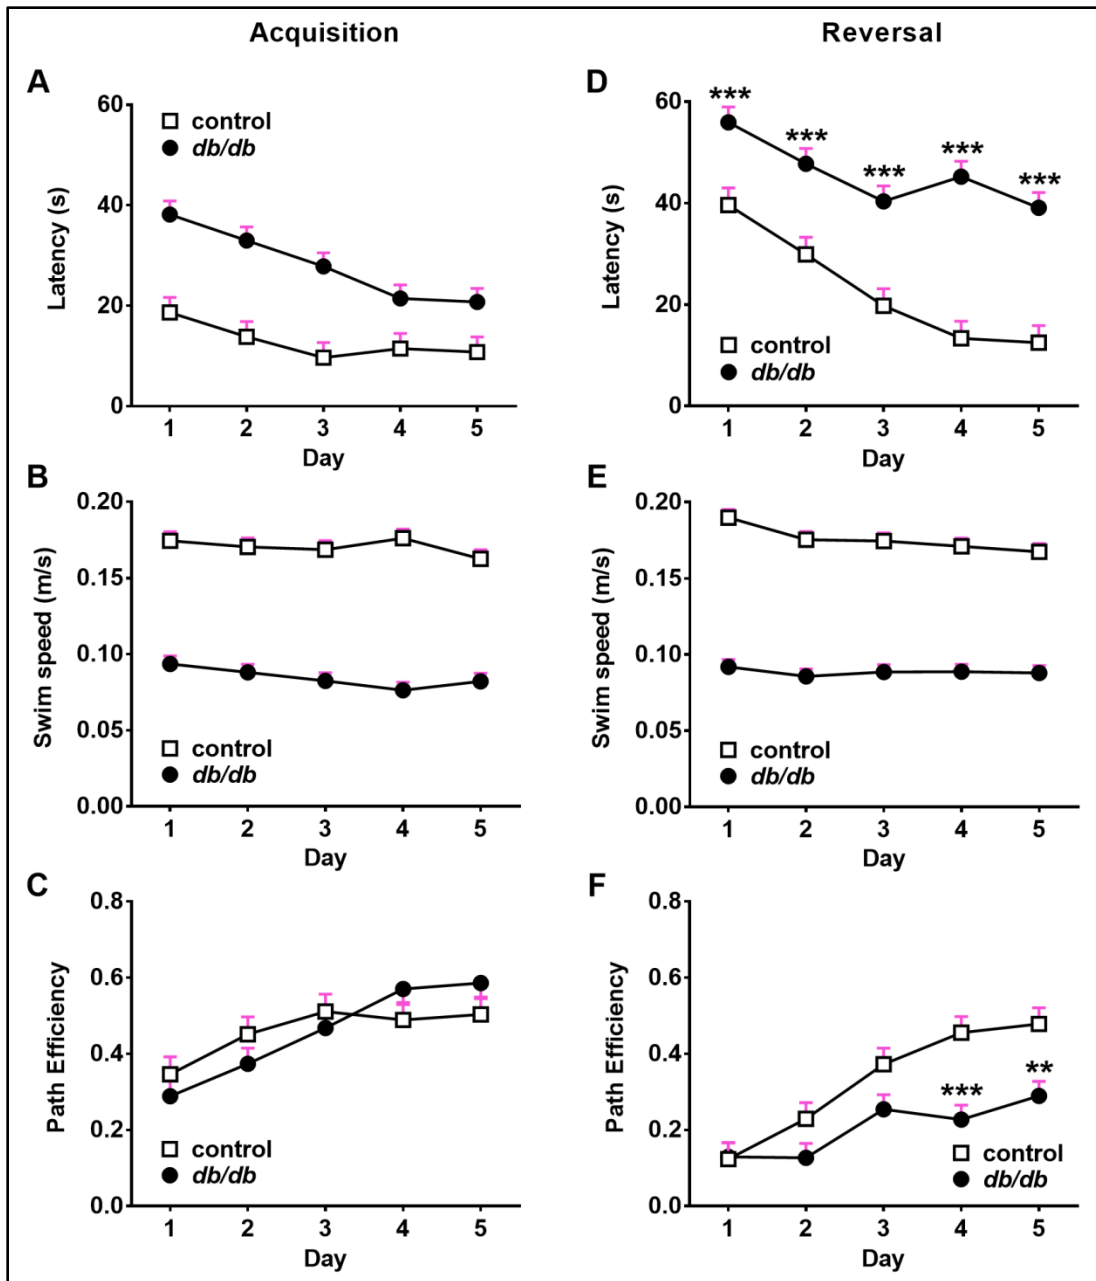 Acquisition
Reversal
A
60
40
20
0
Latency (s)
control
db/db
1 2 3 4 5
Day
D
60
40
20
0
Latency (s)
*** *** *** *** ***
control
db/db
1 2 3 4 5
Day
B
0.20
0.15
0.10
0.05
0.00
Swim speed (m/s)
control
db/db
1 2 3 4 5
Day
E
0.20
0.15
0.10
0.05
0.00
Swim speed (m/s)
control
db/db
1 2 3 4 5
Day
C
0.8
0.6
0.4
0.2
0.0
Path Efficiency
control
db/db
1 2 3 4 5
Day
F
0.8
0.6
0.4
0.2
0.0
Path Efficiency
*** **
control
db/db
1 2 3 4 5
Day